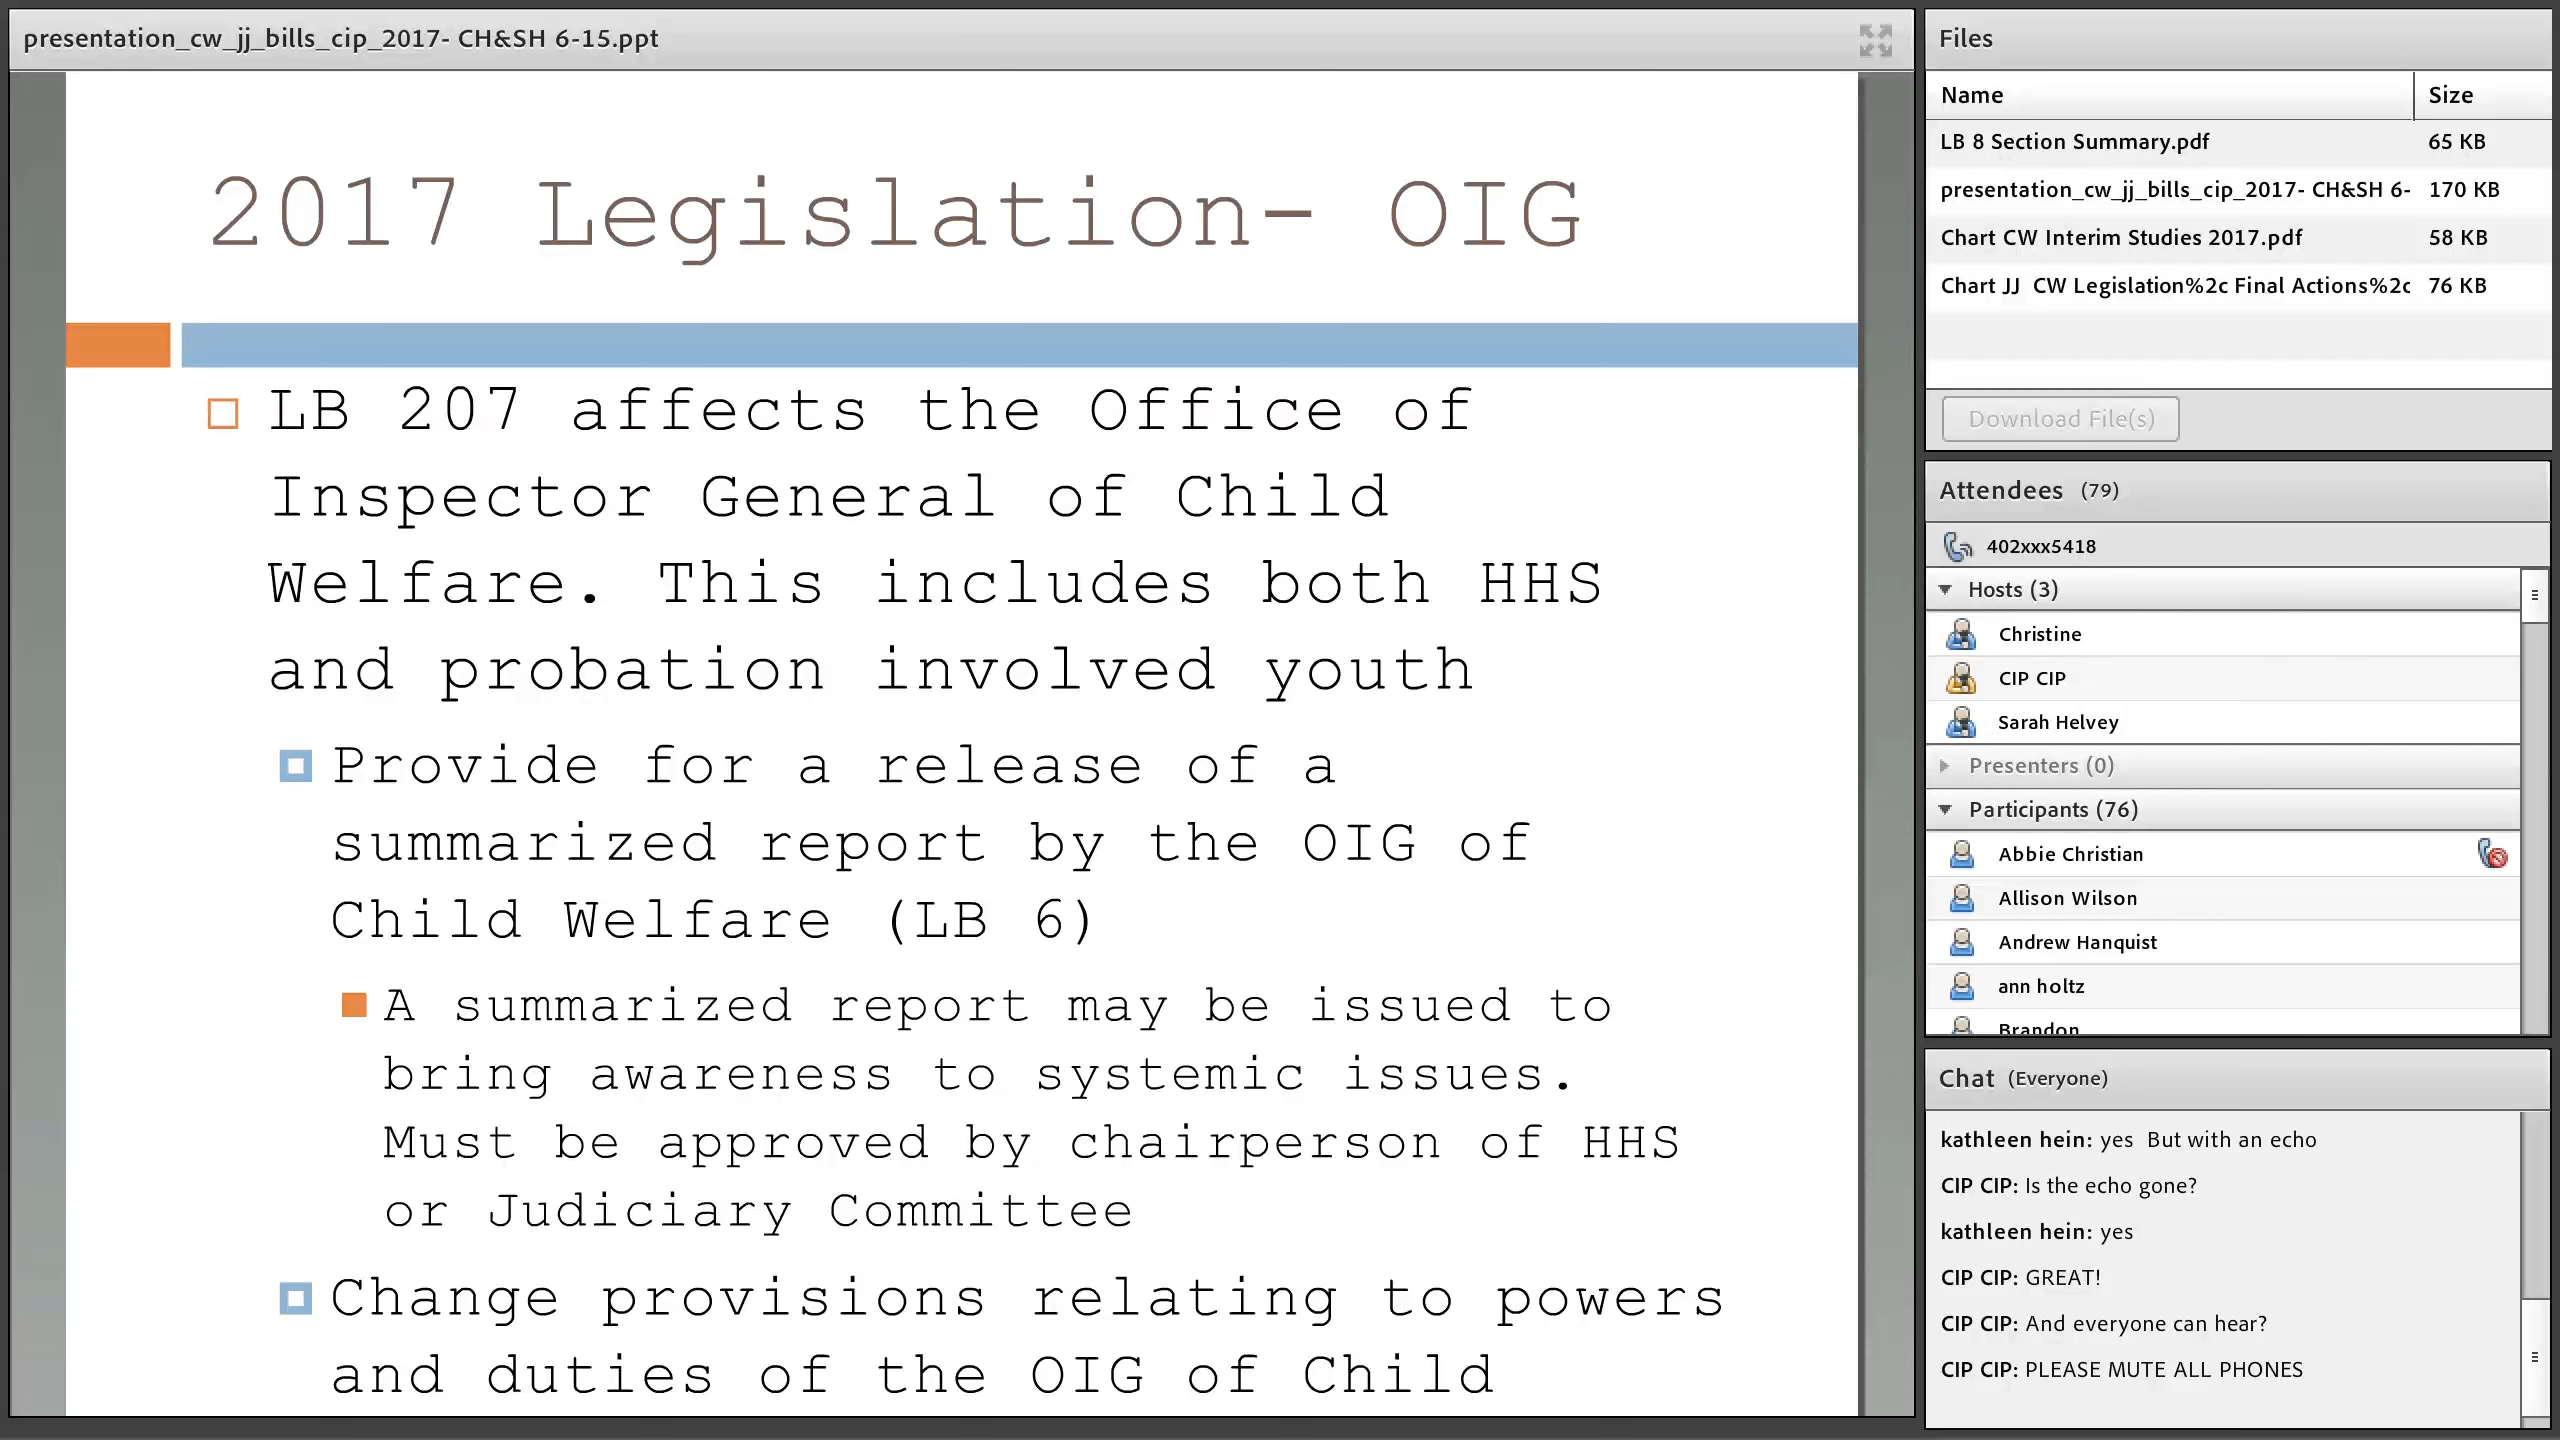 presentation_cw_jj_bills_cip_2017- CH&SH 6-15.ppt
2017 Legislation- OIG
LB 207 affects the Office of
Inspector General of Child
Welfare. This includes both HHS
and probation involved youth
Provide for a release of a
summarized report by the OIG of
Child Welfare (LB 6)
A summarized report may be issued to
bring awareness to systemic issues.
Must be approved by chairperson of HHS
or Judiciary Committee
Change provisions relating to powers
and duties of the OIG of Child
Files
Name Size
LB 8 Section Summary.pdf 65 KB
presentation_cw_jj_bills_cip_2017- CH&SH 6- 170 KB
Chart CW Interim Studies 2017.pdf 58 KB
Chart JJ  CW Legislation%2c Final Actions%2c 76 KB
Download File(s)
Attendees (79)
402xxx5418
Hosts (3)
Christine
CIP CIP
Sarah Helvey
Presenters (0)
Participants (76)
Abbie Christian
Allison Wilson
Andrew Hanquist
ann holtz
Brandon
Chat (Everyone)
kathleen hein: yes  But with an echo
CIP CIP: Is the echo gone?
kathleen hein: yes
CIP CIP: GREAT!
CIP CIP: And everyone can hear?
CIP CIP: PLEASE MUTE ALL PHONES